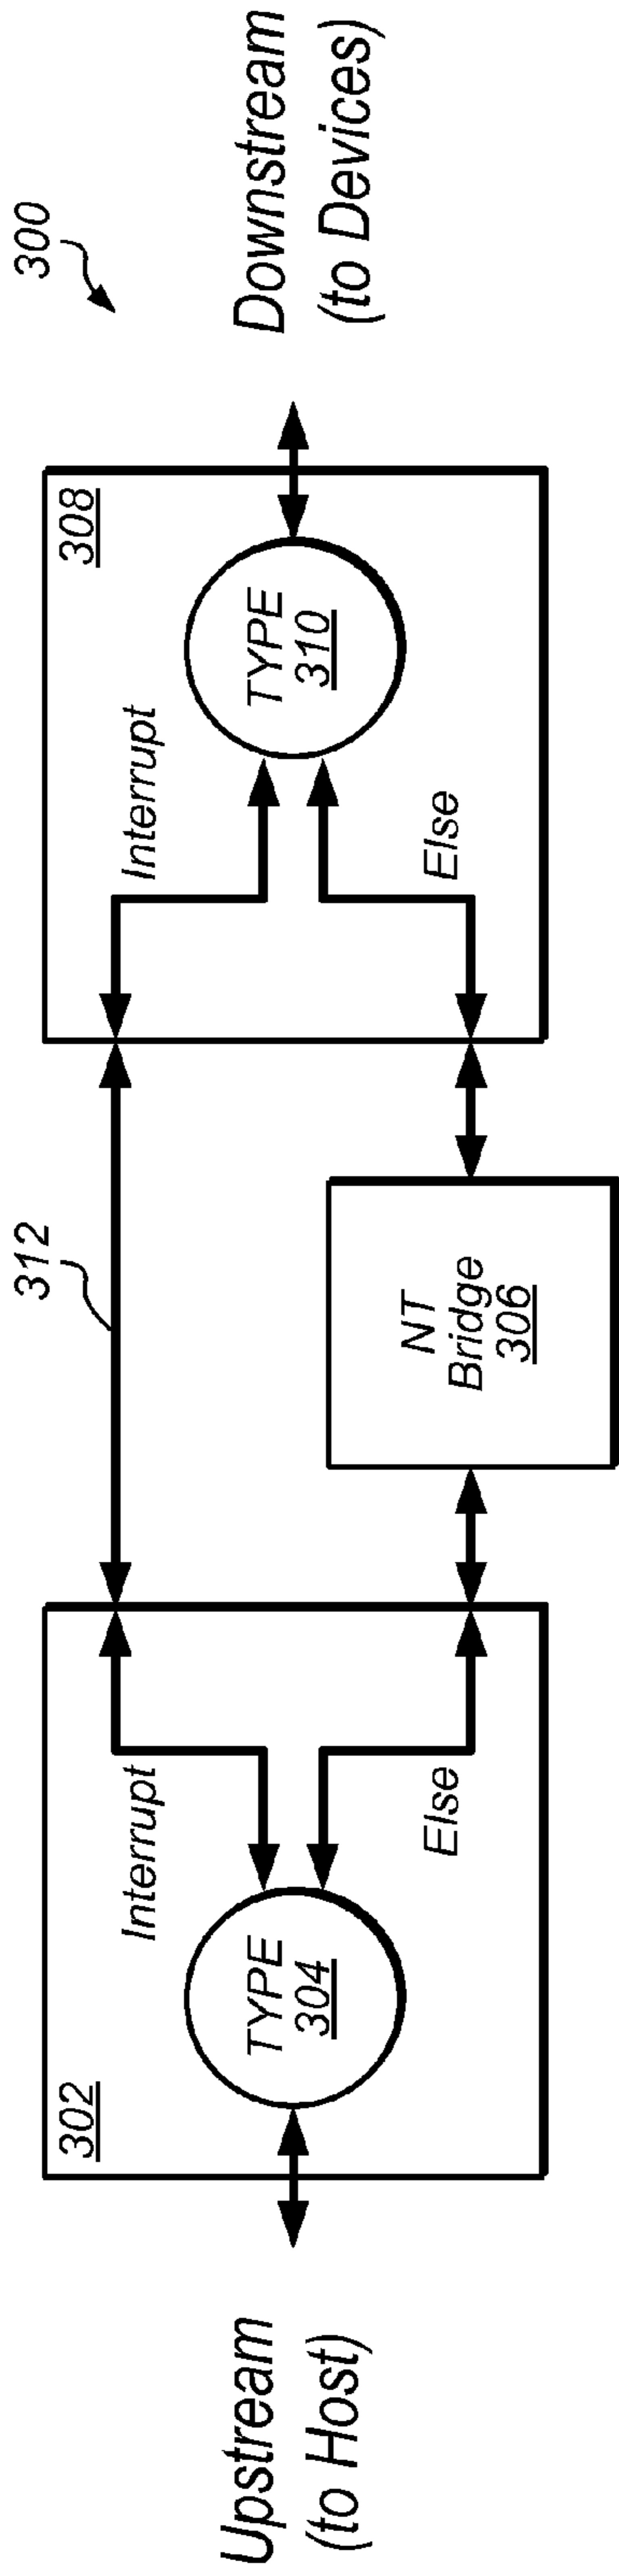 300
Upstream
(to Host)
302
TYPE
304
Interrupt
Else
312
NT
Bridge
306
308
Interrupt
Else
TYPE
310
Downstream
(to Devices)